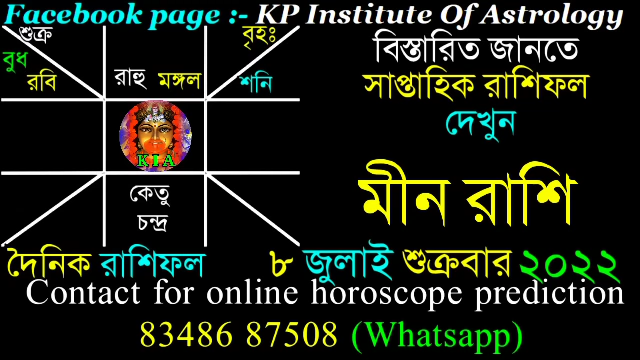 Facebook page :- KP Institute Of Astrology
শুক্র
বুধ
রবি
রাহু মঙ্গল
বৃহঃ
শনি
KIA
কেতু
চন্দ্র
বিস্তারিত জানতে
সাপ্তাহিক রাশিফল
দেখুন
মীন রাশি
দৈনিক রাশিফল ৮ জুলাই শুক্রবার ২০২২
Contact for online horoscope prediction
83486 87508 (Whatsapp)